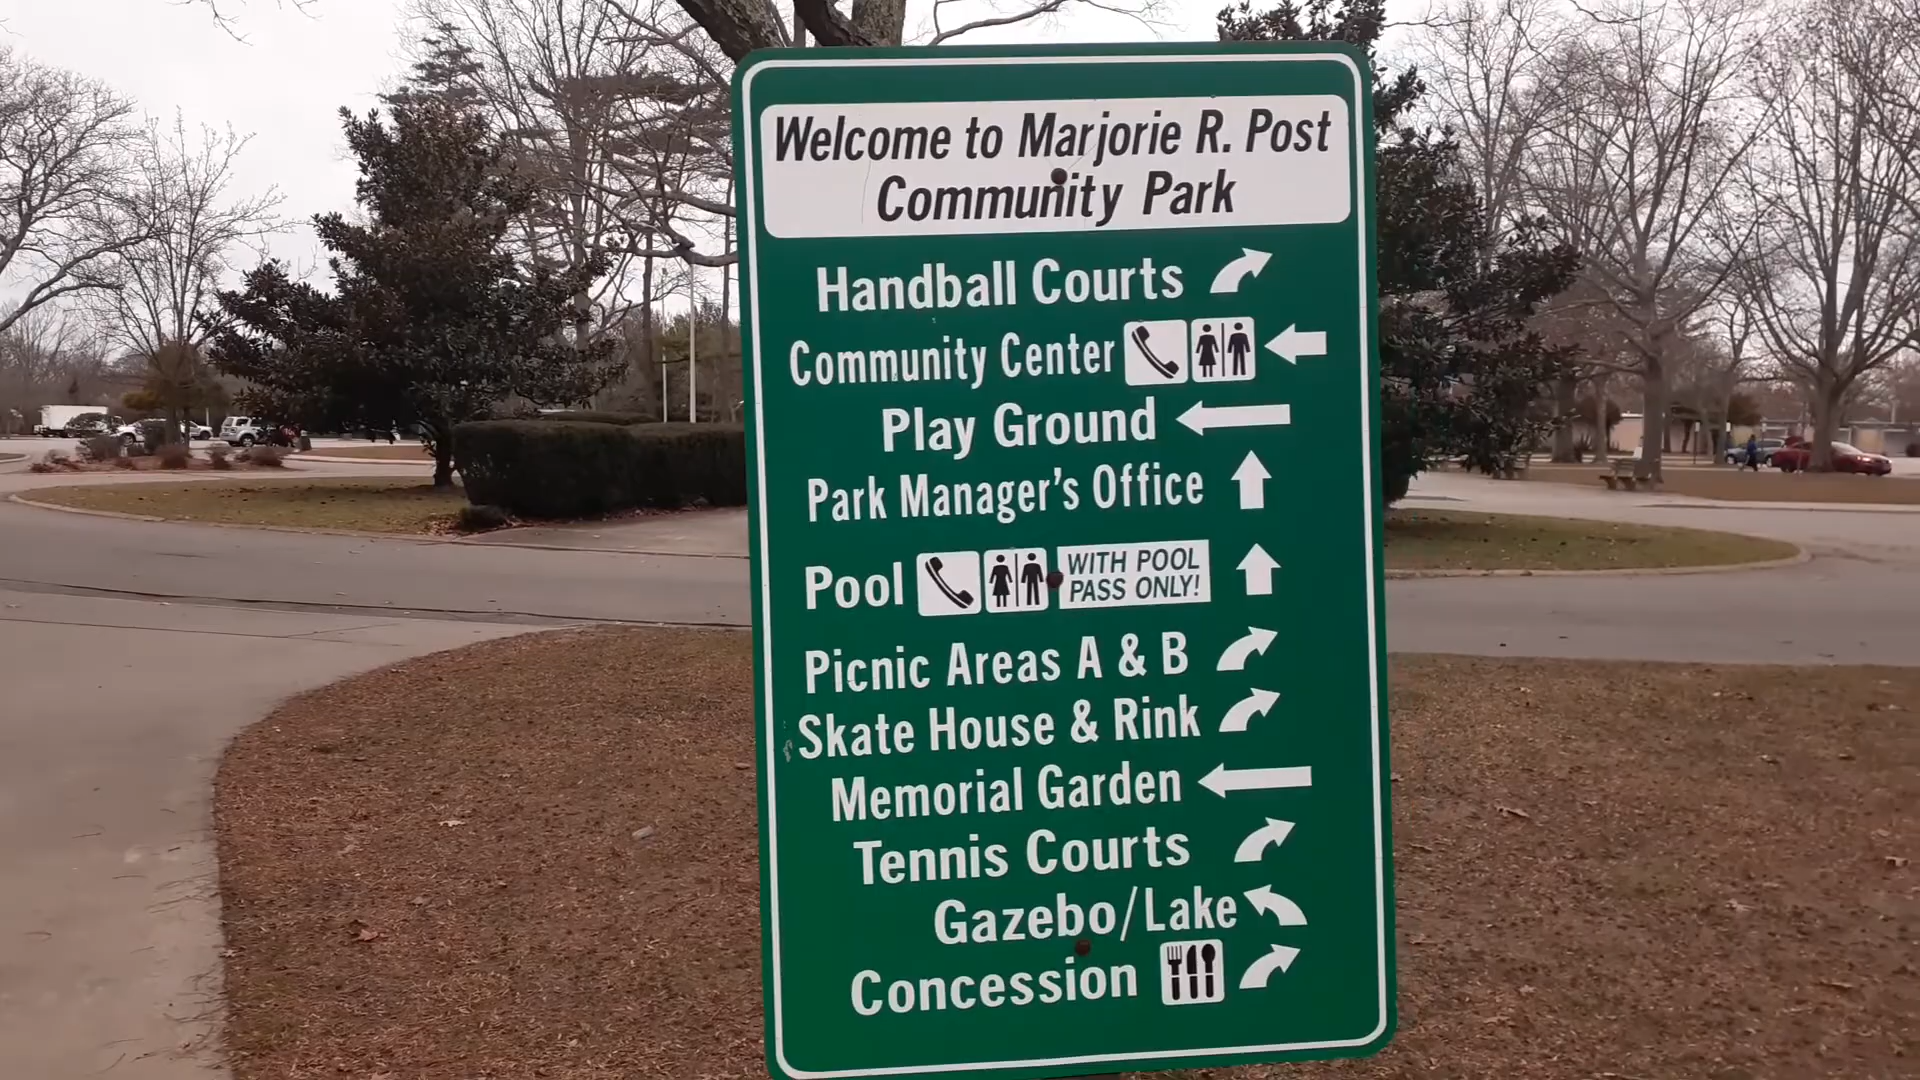 Welcome to Marjorie R. Post
Community Park
Handball Courts
Community Center
Play Ground
Park Manager's Office
Pool WITH POOL
PASS ONLY!
Picnic Areas A & B
Skate House & Rink
Memorial Garden
Tennis Courts
Gazebo/Lake
Concession